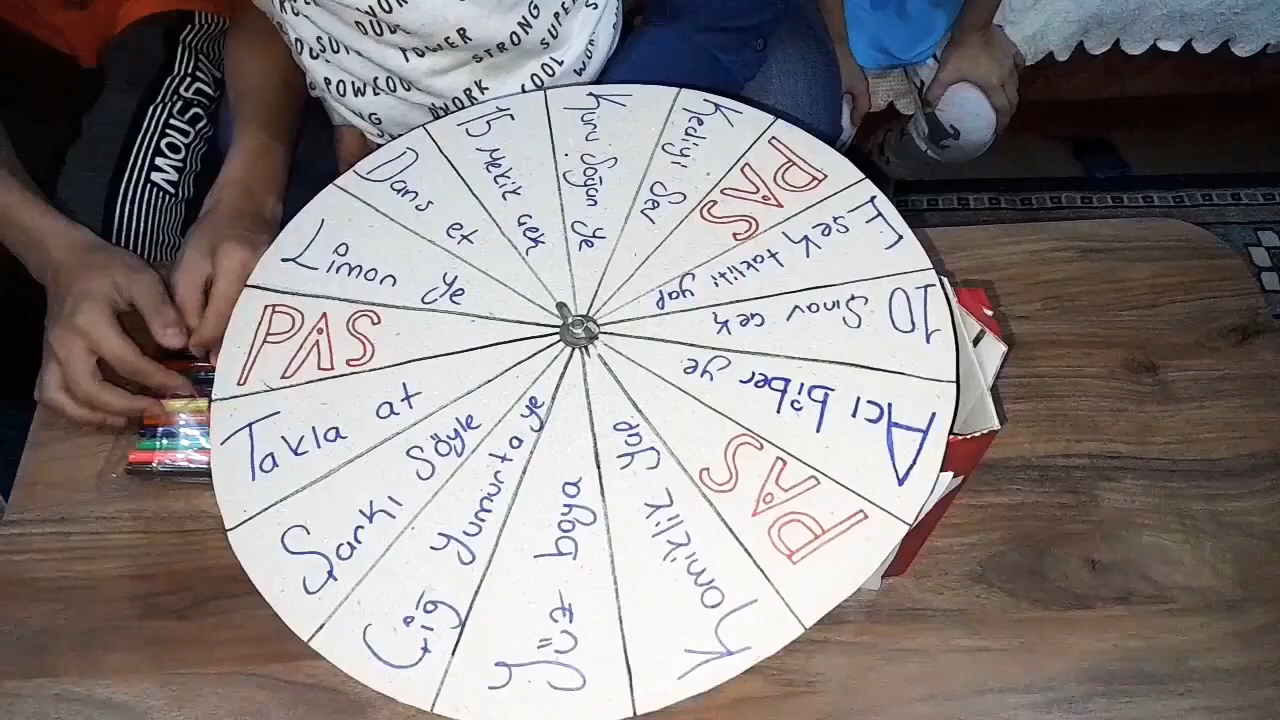 POWER
STRONG
SUPER
COOL
WORK
Kuru Soğan ye
Kediyi Sev
PAS
Eşek taklitı yap
10 Şınav Çek
Acı biber ye
PAS
Komiklik yap
Yüz boya
Çiğ yumurta ye
Şarkı Söyle
Takla at
PAS
Limon ye
Dans et
15 Mekik Çek